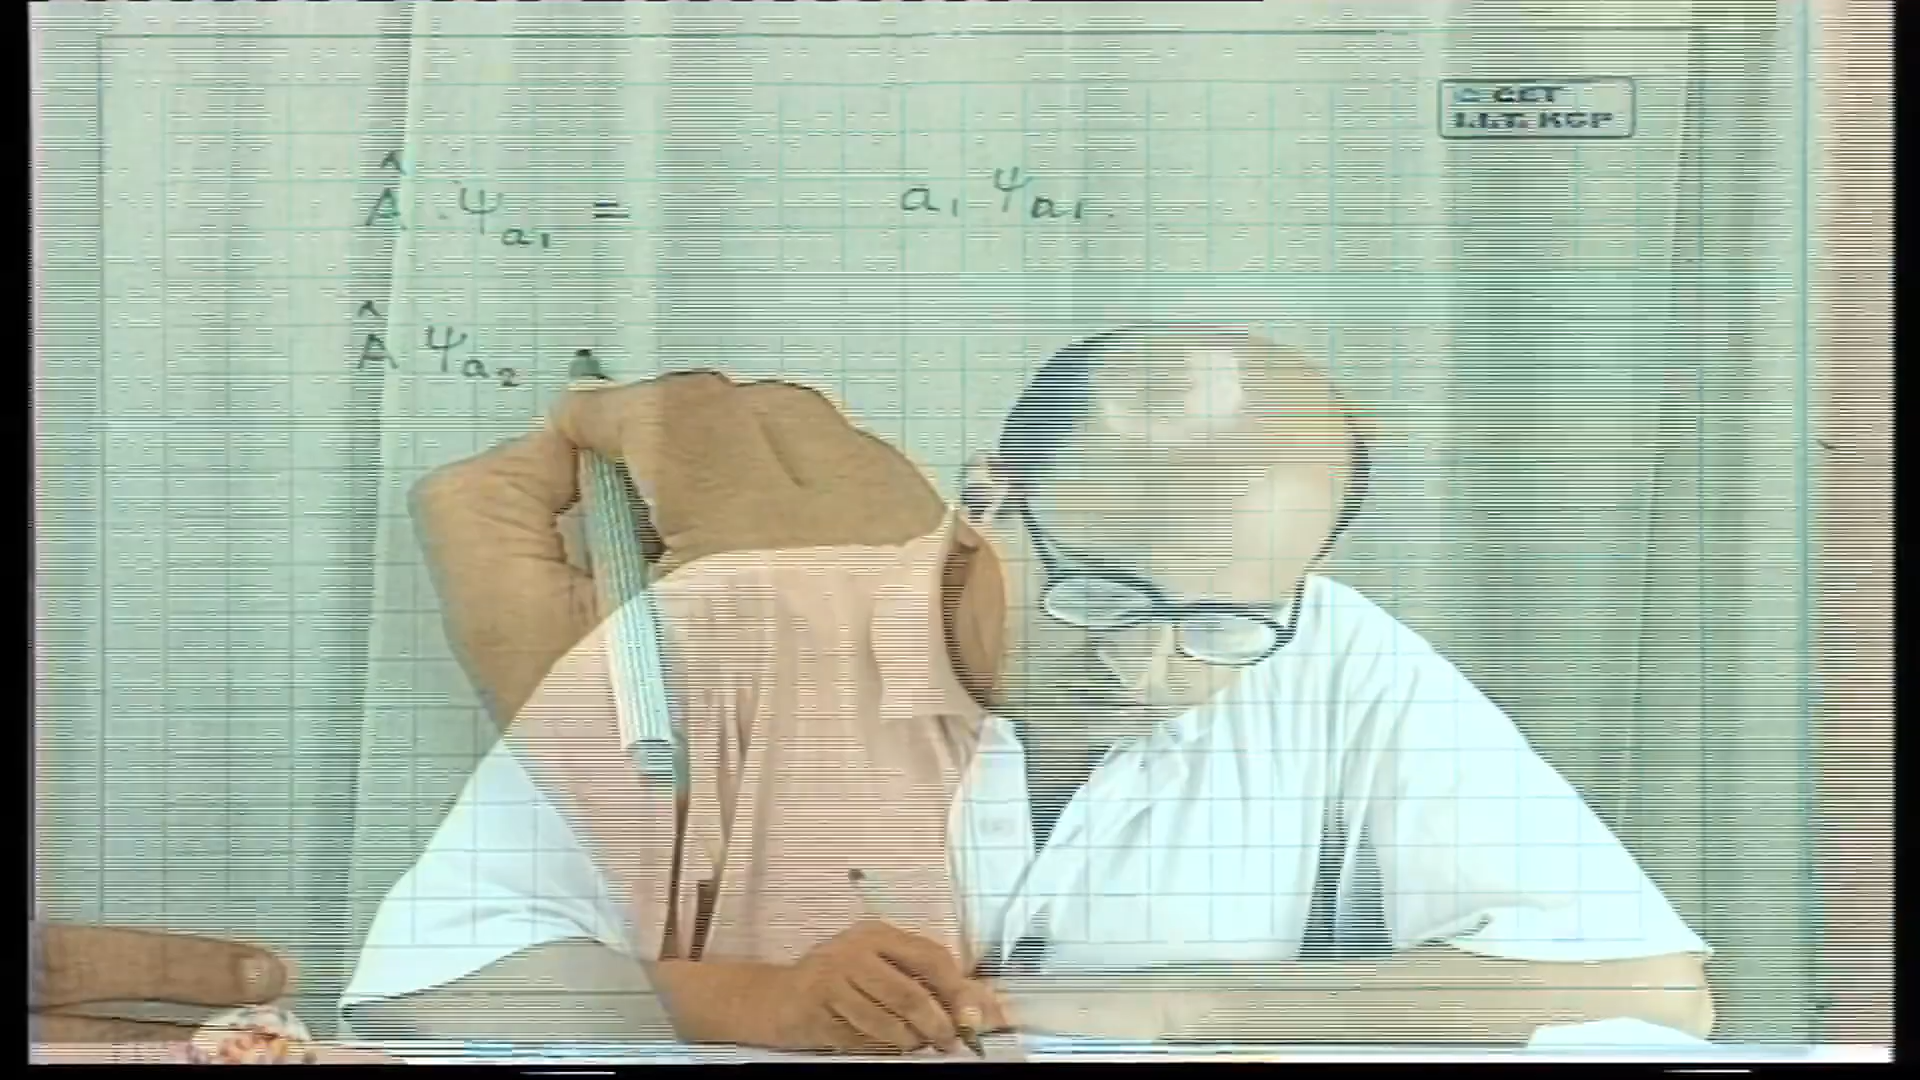 © CET
I.I.T. KGP
Â ψₐ₁ = a₁ ψₐ₁.
Â ψₐ₂